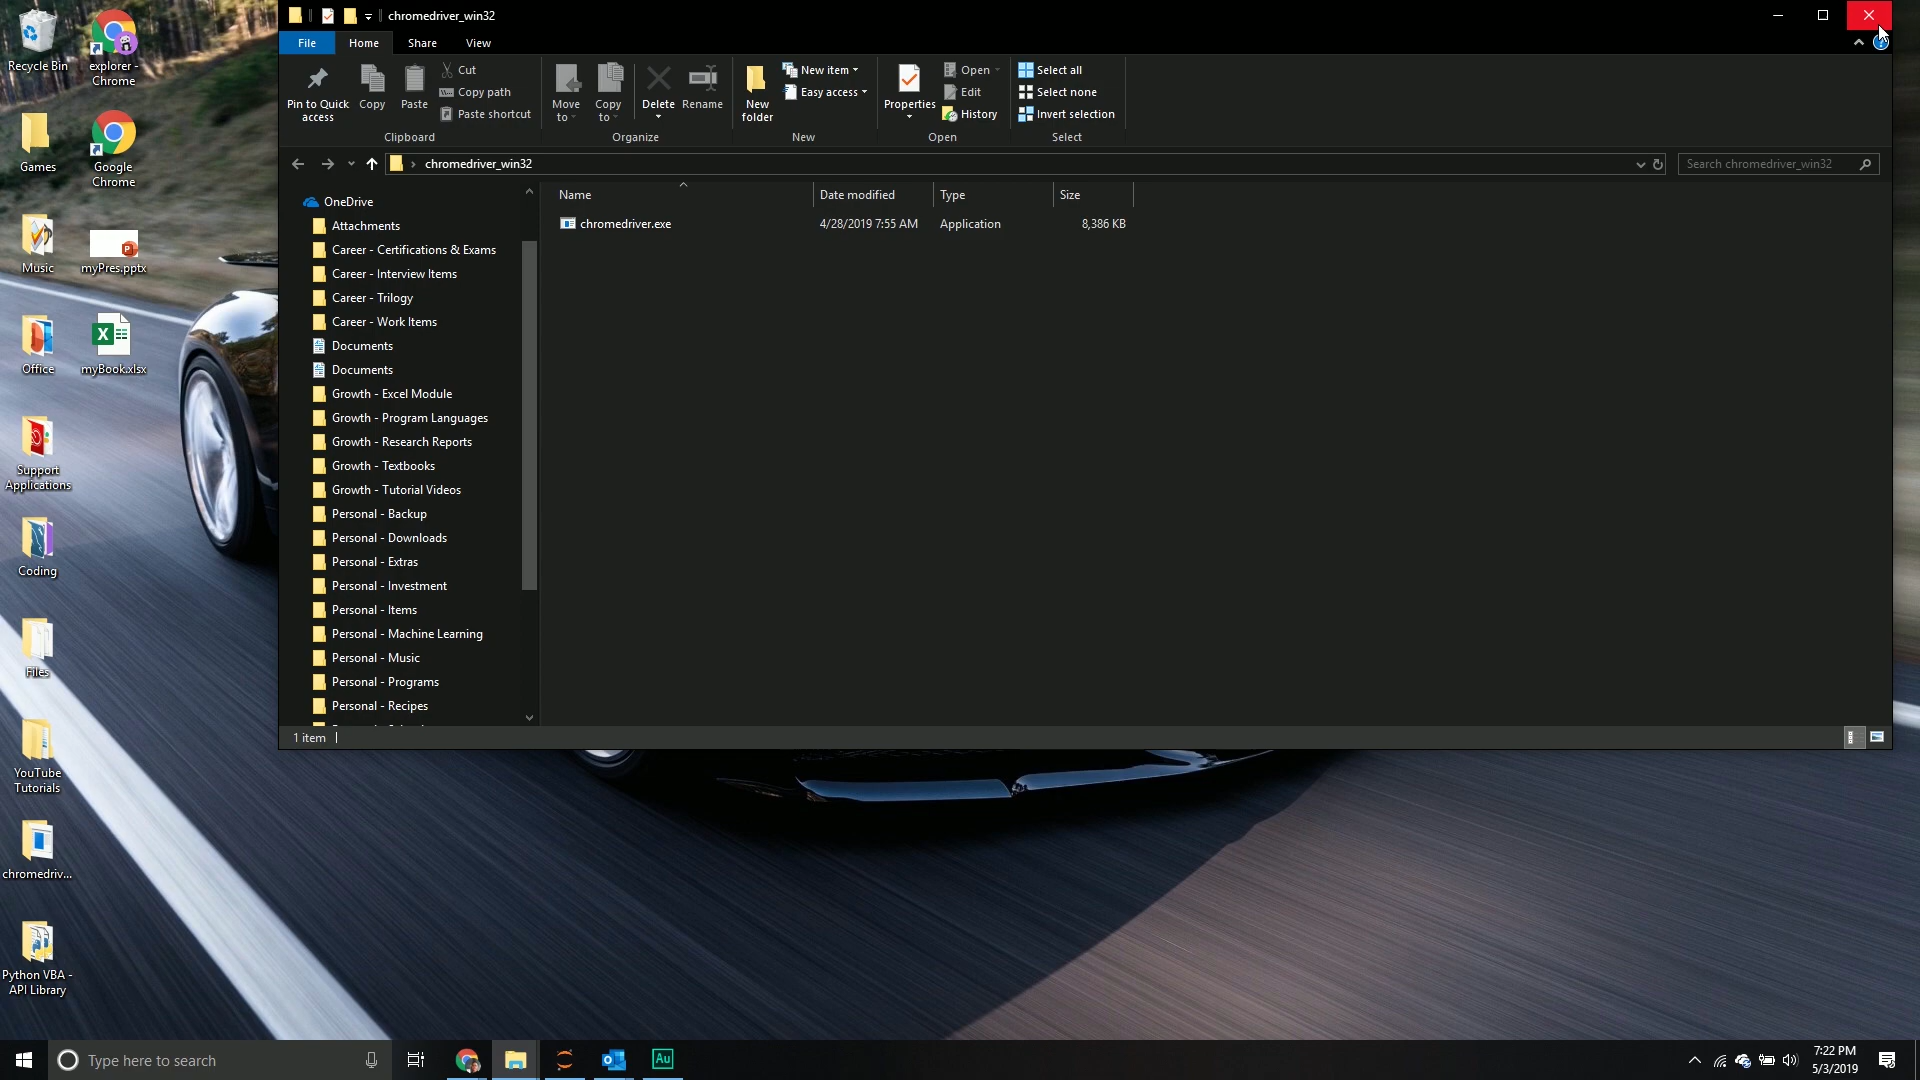 chromedriver_win32
File
Home
Share
View
Pin to Quick
access
Copy
Paste
Cut
Copy path
Paste shortcut
Clipboard
Move
to
Copy
to
Delete
Rename
Organize
New
folder
New item
Easy access
New
Properties
Open
Edit
History
Open
Select all
Select none
Invert selection
Select
chromedriver_win32
Search chromedriver_win32
OneDrive
Attachments
Career - Certifications & Exams
Career - Interview Items
Career - Trilogy
Career - Work Items
Documents
Documents
Growth - Excel Module
Growth - Program Languages
Growth - Research Reports
Growth - Textbooks
Growth - Tutorial Videos
Personal - Backup
Personal - Downloads
Personal - Extras
Personal - Investment
Personal - Items
Personal - Machine Learning
Personal - Music
Personal - Programs
Personal - Recipes
Name
Date modified
Type
Size
chromedriver.exe
4/28/2019 7:55 AM
Application
8,386 KB
1 item
Recycle Bin
explorer -
Chrome
Games
Google
Chrome
Music
myPres.pptx
Office
myBook.xlsx
Support
Applications
Coding
Files
YouTube
Tutorials
chromedriv...
Python VBA -
API Library
Type here to search
Au
7:22 PM
5/3/2019